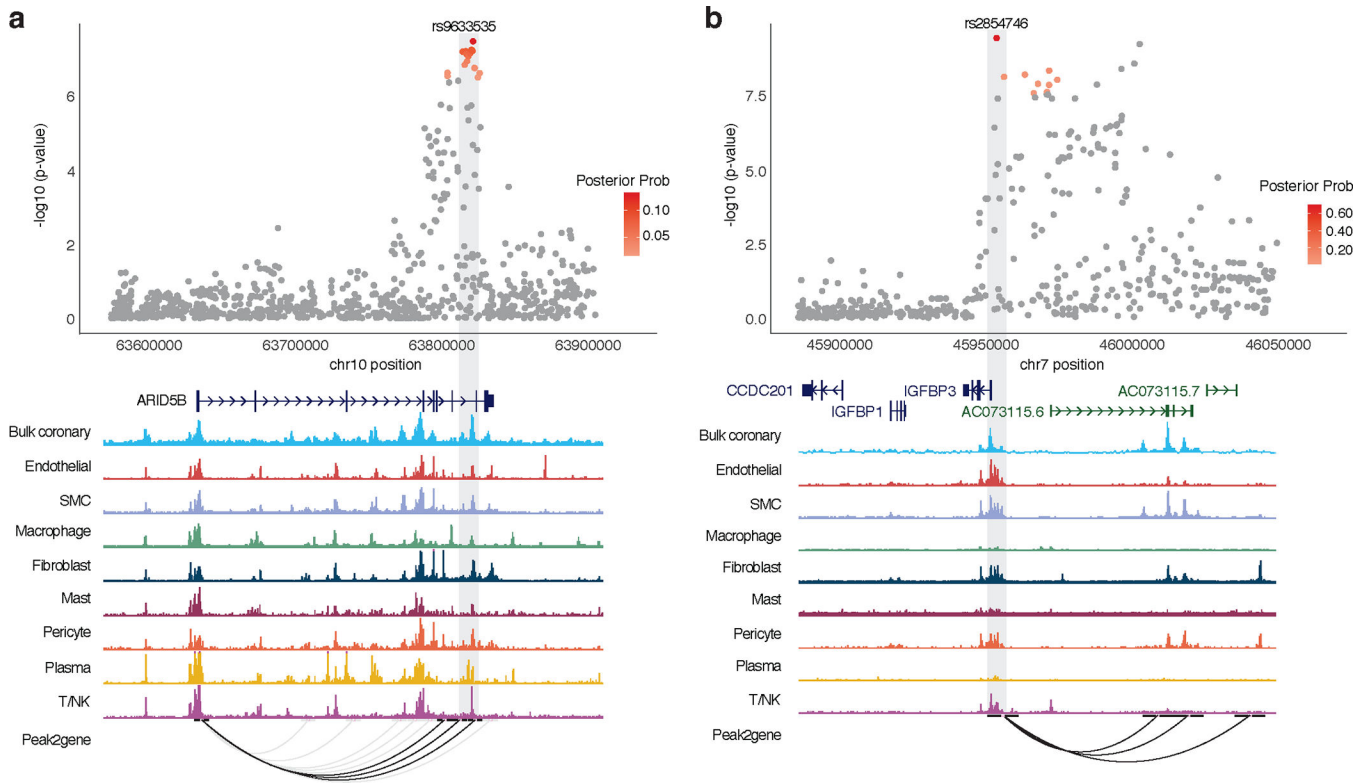 a
rs9633535
6
4
2
0
-log10 (p-value)
Posterior Prob
0.10
0.05
63600000 63700000 63800000 63900000
chr10 position
ARID5B
Bulk coronary
Endothelial
SMC
Macrophage
Fibroblast
Mast
Pericyte
Plasma
T/NK
Peak2gene
b
rs2854746
7.5
5.0
2.5
0.0
-log10 (p-value)
Posterior Prob
0.60
0.40
0.20
45900000 45950000 46000000 46050000
chr7 position
CCDC201 IGFBP3 AC073115.7
IGFBP1 AC073115.6
Bulk coronary
Endothelial
SMC
Macrophage
Fibroblast
Mast
Pericyte
Plasma
T/NK
Peak2gene